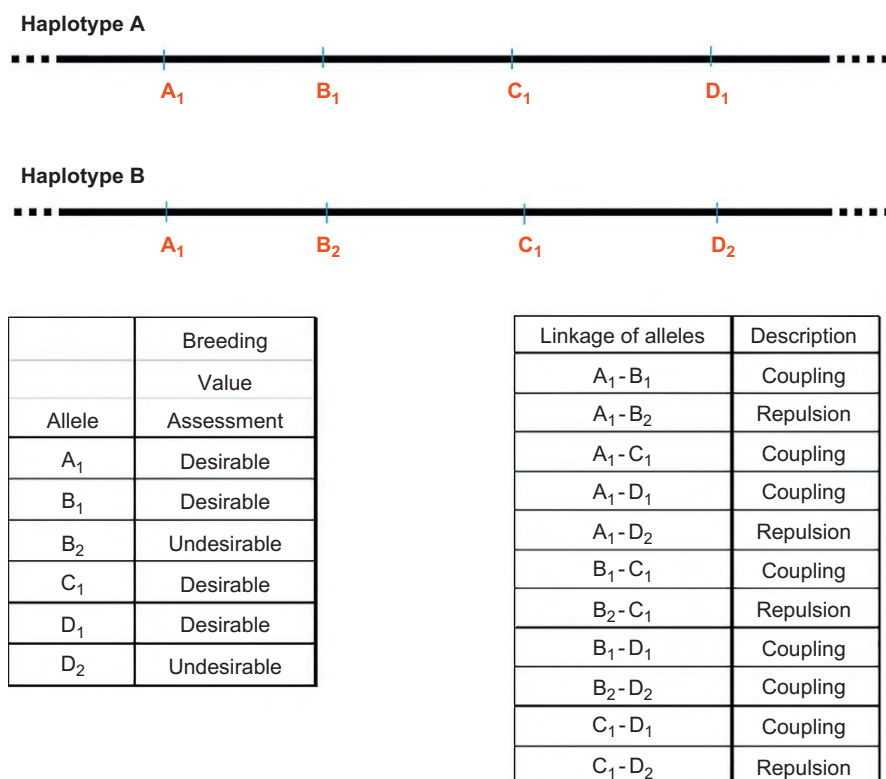 Haplotype A
A₁ B₁ C₁ D₁
Haplotype B
A₁ B₂ C₁ D₂
Breeding
Value
Allele Assessment
A₁ Desirable
B₁ Desirable
B₂ Undesirable
C₁ Desirable
D₁ Desirable
D₂ Undesirable
Linkage of alleles Description
A₁-B₁ Coupling
A₁-B₂ Repulsion
A₁-C₁ Coupling
A₁-D₁ Coupling
A₁-D₂ Repulsion
B₁-C₁ Coupling
B₂-C₁ Repulsion
B₁-D₁ Coupling
B₂-D₂ Coupling
C₁-D₁ Coupling
C₁-D₂ Repulsion